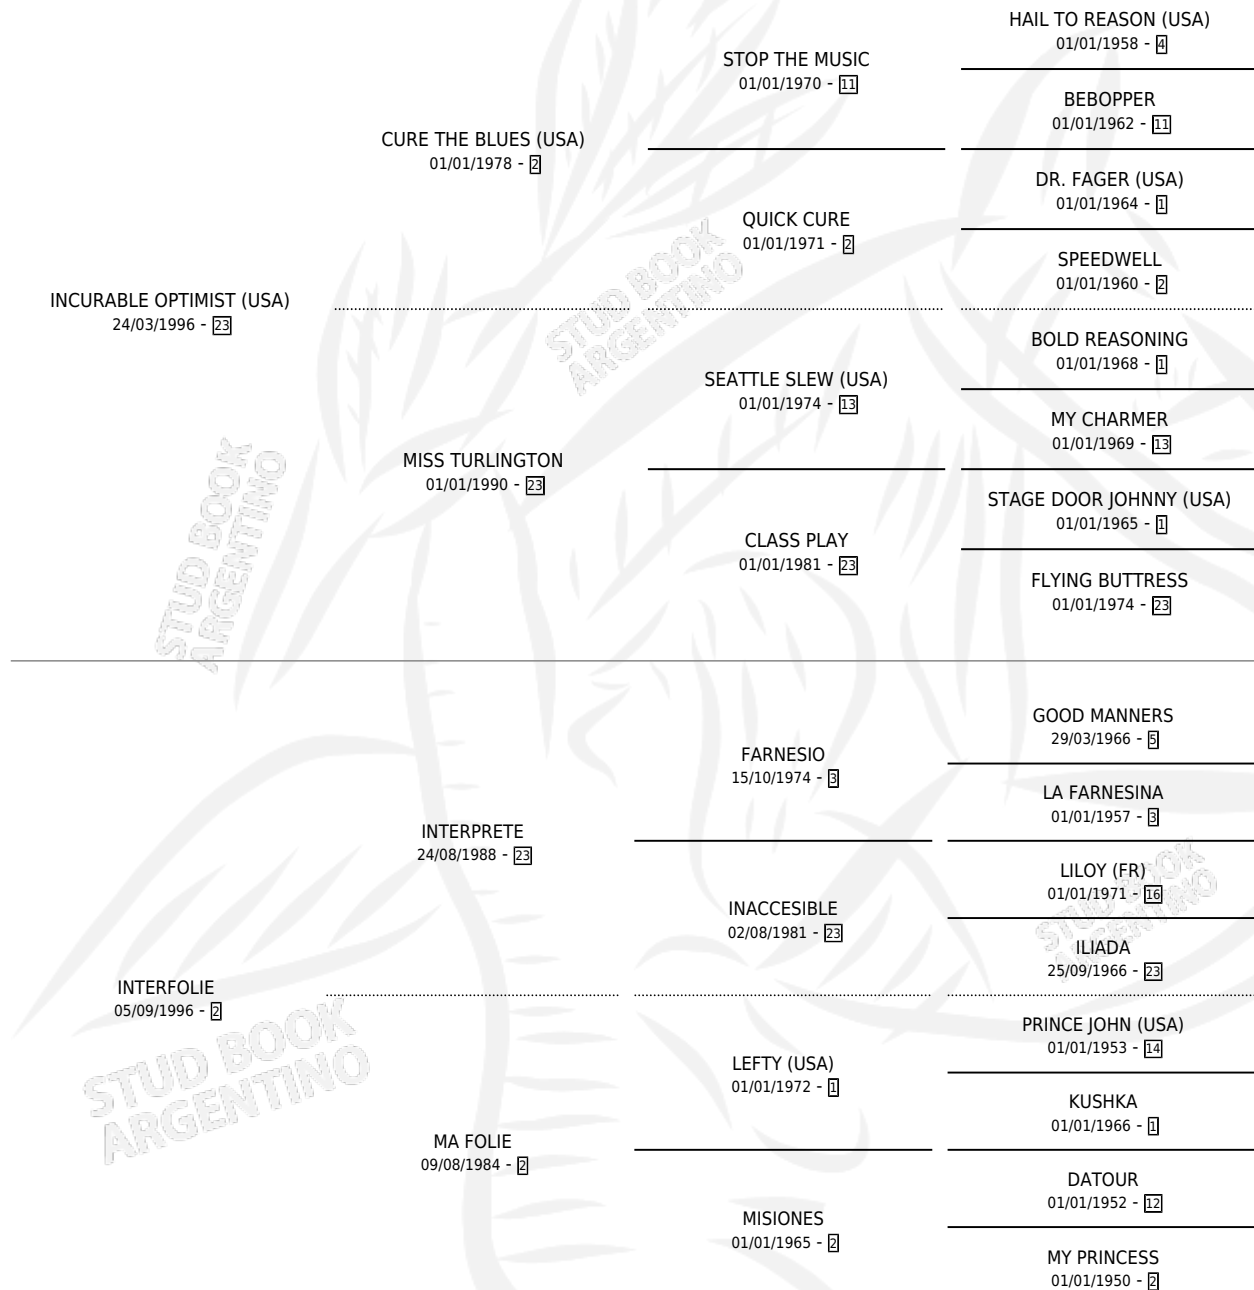 HAIL TO REASON (USA)
01/01/1958 - 4
STOP THE MUSIC
01/01/1970 - 11
BEBOPPER
01/01/1962 - 11
CURE THE BLUES (USA)
01/01/1978 - 2
DR. FAGER (USA)
01/01/1964 - 1
QUICK CURE
01/01/1971 - 2
SPEEDWELL
01/01/1960 - 2
INCURABLE OPTIMIST (USA)
24/03/1996 - 23
BOLD REASONING
01/01/1968 - 1
SEATTLE SLEW (USA)
01/01/1974 - 13
MY CHARMER
01/01/1969 - 13
MISS TURLINGTON
01/01/1990 - 23
STAGE DOOR JOHNNY (USA)
01/01/1965 - 1
CLASS PLAY
01/01/1981 - 23
FLYING BUTTRESS
01/01/1974 - 23
GOOD MANNERS
29/03/1966 - 5
FARNESIO
15/10/1974 - 3
LA FARNESINA
01/01/1957 - 3
INTERPRETE
24/08/1988 - 23
LILOY (FR)
01/01/1971 - 16
INACCESIBLE
02/08/1981 - 23
ILIADA
25/09/1966 - 23
INTERFOLIE
05/09/1996 - 2
PRINCE JOHN (USA)
01/01/1953 - 14
LEFTY (USA)
01/01/1972 - 1
KUSHKA
01/01/1966 - 1
MA FOLIE
09/08/1984 - 2
DATOUR
01/01/1952 - 12
MISIONES
01/01/1965 - 2
MY PRINCESS
01/01/1950 - 2
STUD BOOK
ARGENTINO
STUD BOOK
ARGENTINO
STUD BOOK
ARGENTINO
STUD BOOK
ARGENTINO